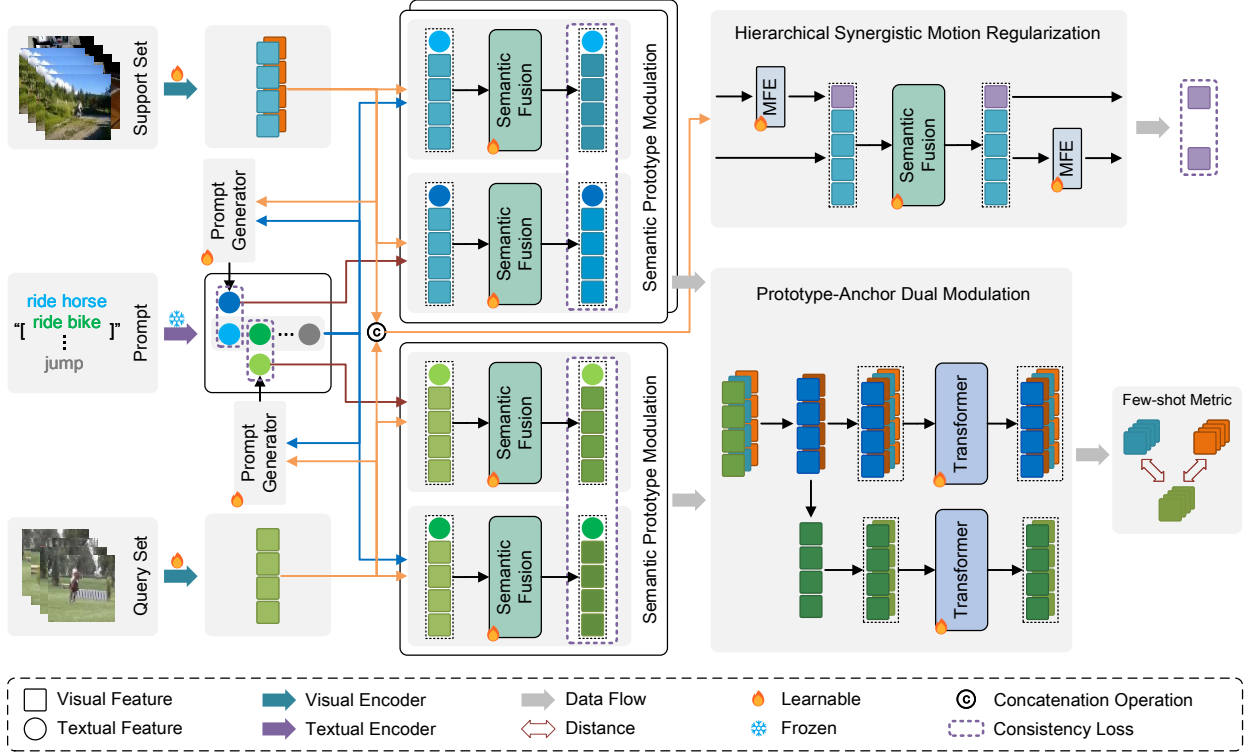 Support Set
Prompt Generator
ride horse
"[ ride bike ]"
⋮
jump
Prompt
...
Prompt Generator
Query Set
Semantic Fusion
Semantic Fusion
Semantic Prototype Modulation
C
Semantic Fusion
Semantic Fusion
Semantic Prototype Modulation
Hierarchical Synergistic Motion Regularization
MFE
Semantic Fusion
MFE
Prototype-Anchor Dual Modulation
Transformer
Transformer
Few-shot Metric
Visual Feature
Visual Encoder
Data Flow
Learnable
C Concatenation Operation
Textual Feature
Textual Encoder
Distance
Frozen
Consistency Loss